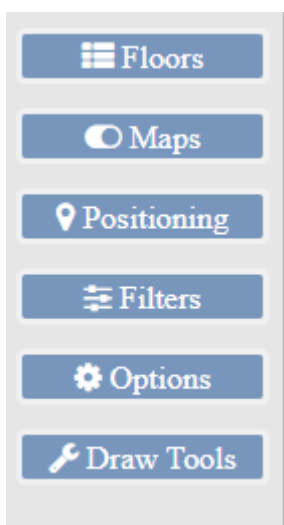 Floors
Maps
Positioning
Filters
Options
Draw Tools